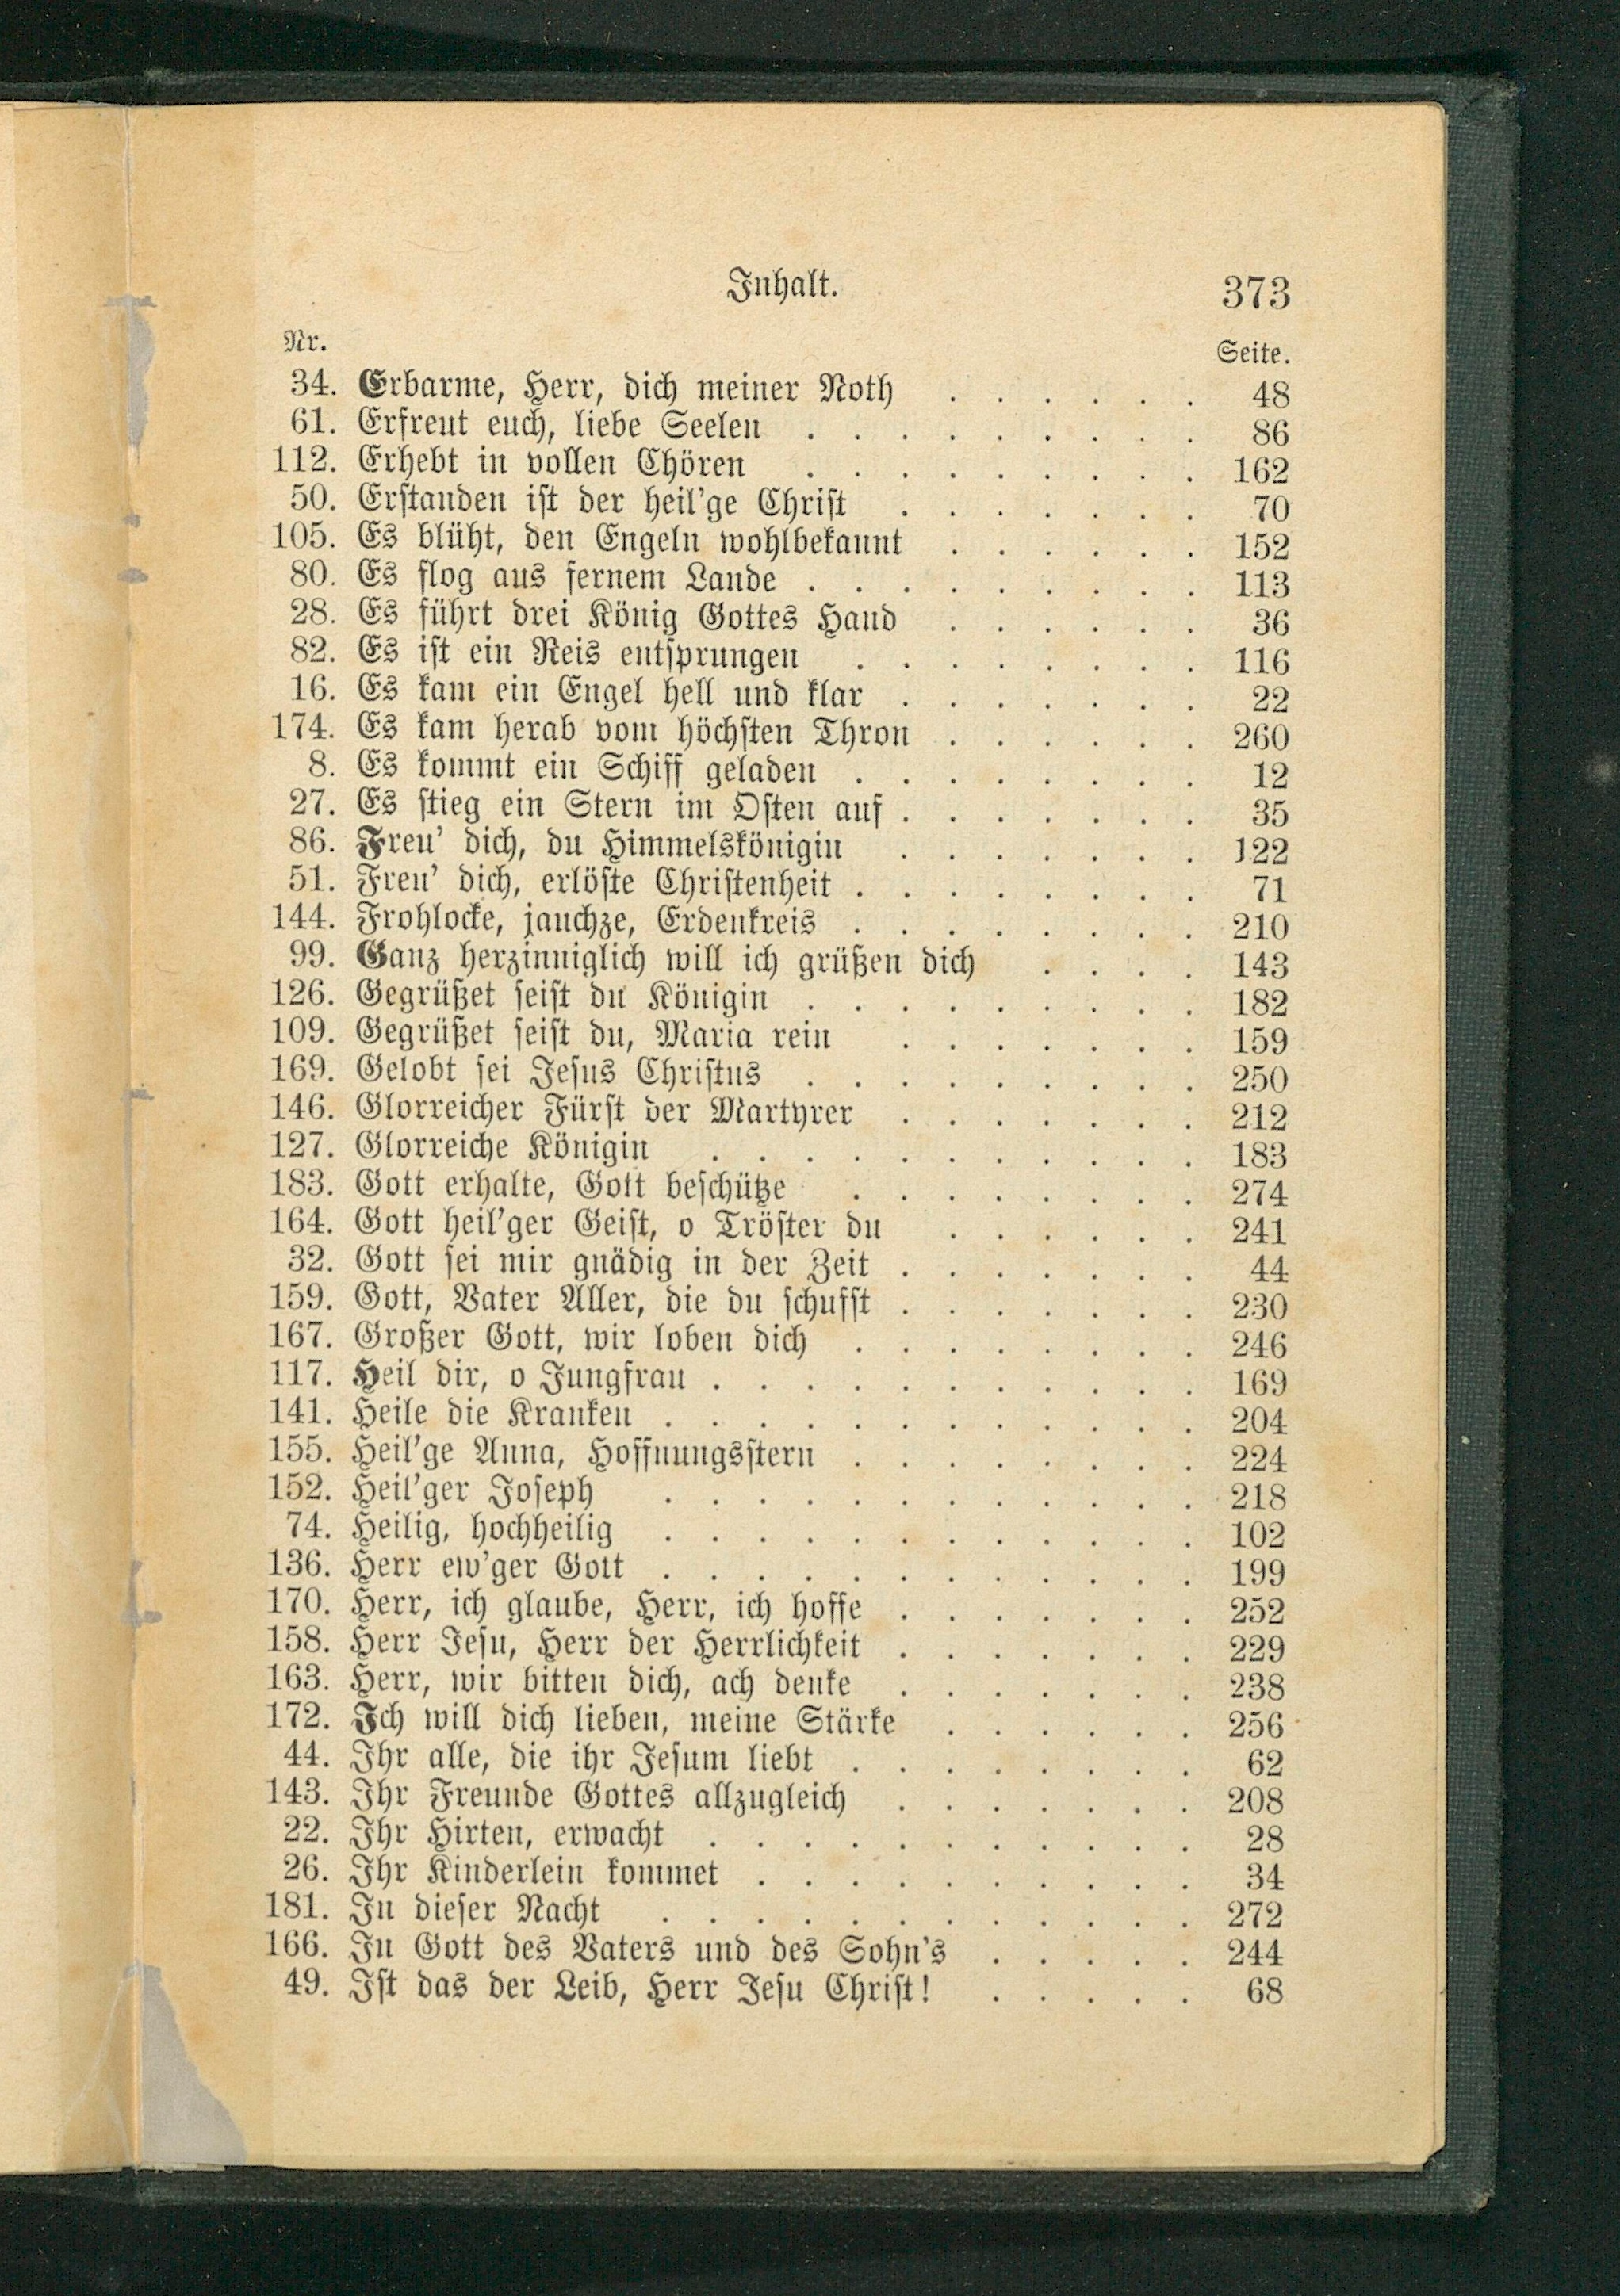 Inhalt. 373
Nr. Seite.
34. Erbarme, Herr, dich meiner Noth . . . . . . 48
61. Erfreut euch, liebe Seelen . . . . . . . . . 86
112. Erhebt in vollen Chören . . . . . . . . . 162
50. Erstanden ist der heil'ge Christ . . . . . . . 70
105. Es blüht, den Engeln wohlbekannt . . . . . . 152
80. Es flog aus fernem Lande . . . . . . . . . 113
28. Es führt drei König Gottes Hand . . . . . . 36
82. Es ist ein Reis entsprungen . . . . . . . . 116
16. Es kam ein Engel hell und klar . . . . . . . 22
174. Es kam herab vom höchsten Thron . . . . . . 260
8. Es kommt ein Schiff geladen . . . . . . . . 12
27. Es stieg ein Stern im Osten auf . . . . . . . 35
86. Freu' dich, du Himmelskönigin . . . . . . . 122
51. Freu' dich, erlöste Christenheit . . . . . . . . 71
144. Frohlocke, jauchze, Erdenkreis . . . . . . . . 210
99. Ganz herzinniglich will ich grüßen dich . . . . 143
126. Gegrüßet seist du Königin . . . . . . . . . 182
109. Gegrüßet seist du, Maria rein . . . . . . . 159
169. Gelobt sei Jesus Christus . . . . . . . . . 250
146. Glorreicher Fürst der Martyrer . . . . . . . 212
127. Glorreiche Königin . . . . . . . . . . . 183
183. Gott erhalte, Gott beschütze . . . . . . . . 274
164. Gott heil'ger Geist, o Tröster du . . . . . . 241
32. Gott sei mir gnädig in der Zeit . . . . . . . 44
159. Gott, Vater Aller, die du schufst . . . . . . . 230
167. Großer Gott, wir loben dich . . . . . . . . 246
117. Heil dir, o Jungfrau . . . . . . . . . . . 169
141. Heile die Kranken . . . . . . . . . . . . 204
155. Heil'ge Anna, Hoffnungsstern . . . . . . . . 224
152. Heil'ger Joseph . . . . . . . . . . . . 218
74. Heilig, hochheilig . . . . . . . . . . . . 102
136. Herr ew'ger Gott . . . . . . . . . . . . 199
170. Herr, ich glaube, Herr, ich hoffe . . . . . . . 252
158. Herr Jesu, Herr der Herrlichkeit . . . . . . . 229
163. Herr, wir bitten dich, ach denke . . . . . . . 238
172. Ich will dich lieben, meine Stärke . . . . . . 256
44. Ihr alle, die ihr Jesum liebt . . . . . . . . 62
143. Ihr Freunde Gottes allzugleich . . . . . . . 208
22. Ihr Hirten, erwacht . . . . . . . . . . . 28
26. Ihr Kinderlein kommet . . . . . . . . . . 34
181. In dieser Nacht . . . . . . . . . . . . 272
166. In Gott des Vaters und des Sohn's . . . . . 244
49. Ist das der Leib, Herr Jesu Christ! . . . . . 68